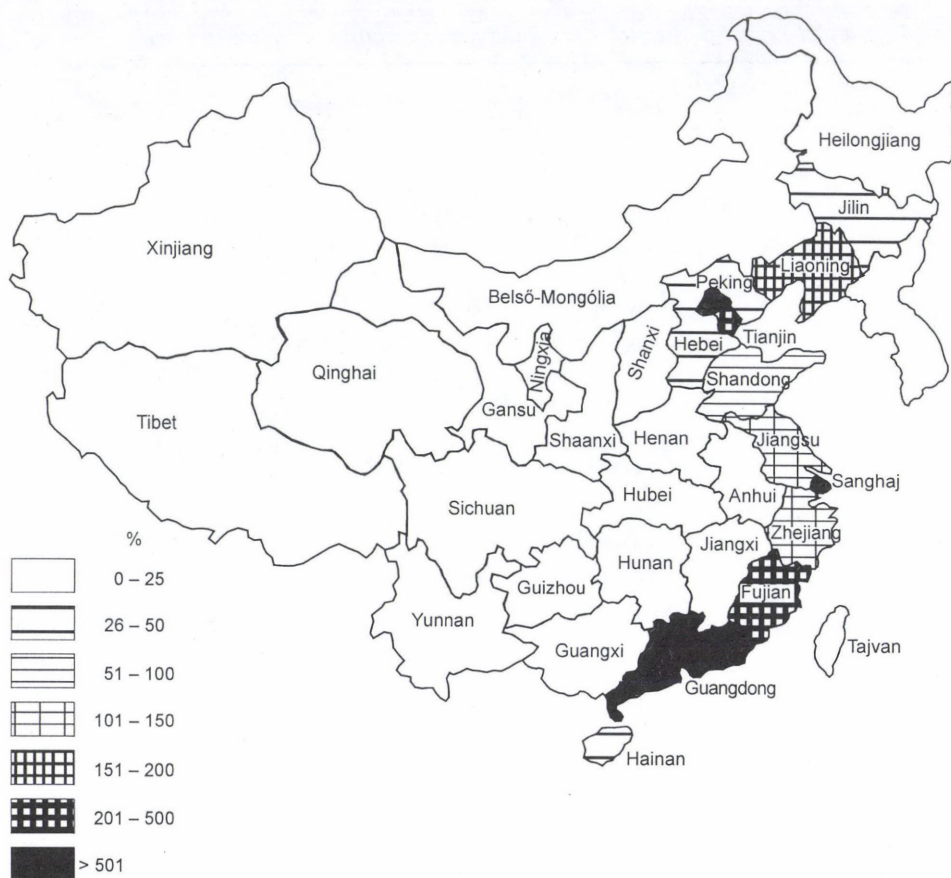 Heilongjiang
Jilin
Liaoning
Xinjiang
Peking
Belső-Mongólia
Tianjin
Hebei
Shanxi
Ningxia
Qinghai
Shandong
Gansu
Tibet
Shaanxi
Henan
Jiangsu
Sanghaj
Anhui
Hubei
Sichuan
Zhejiang
Jiangxi
Hunan
Guizhou
Fujian
Yunnan
Guangxi
Tajvan
Guangdong
Hainan
%
0 – 25
26 – 50
51 – 100
101 – 150
151 – 200
201 – 500
> 501